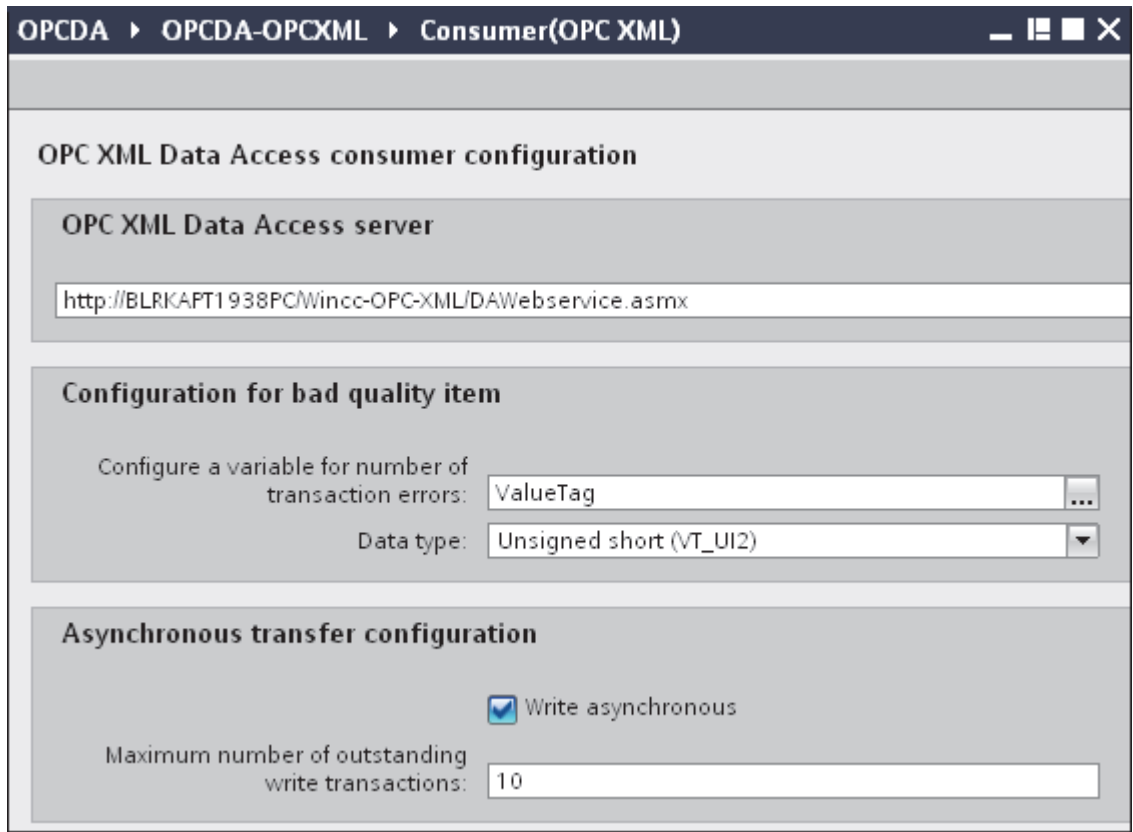 OPCDA ▸ OPCDA-OPCXML ▸ Consumer(OPC XML)
OPC XML Data Access consumer configuration
OPC XML Data Access server
http://BLRKAPT1938PC/Wincc-OPC-XML/DAWebservice.asmx
Configuration for bad quality item
Configure a variable for number of
transaction errors: ValueTag ...
Data type: Unsigned short (VT_UI2)
Asynchronous transfer configuration
Write asynchronous
Maximum number of outstanding
write transactions: 10